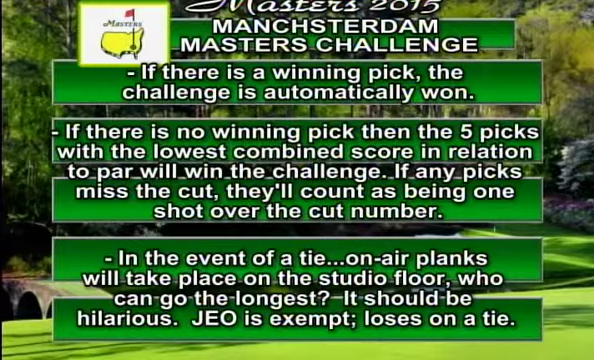 Masters 2015
MASTERS
MANCHSTERDAM
MASTERS CHALLENGE
- If there is a winning pick, the
challenge is automatically won.
- If there is no winning pick then the 5 picks
with the lowest combined score in relation
to par will win the challenge. If any picks
miss the cut, they'll count as being one
shot over the cut number.
- In the event of a tie...on-air planks
will take place on the studio floor, who
can go the longest? It should be
hilarious. JEO is exempt; loses on a tie.